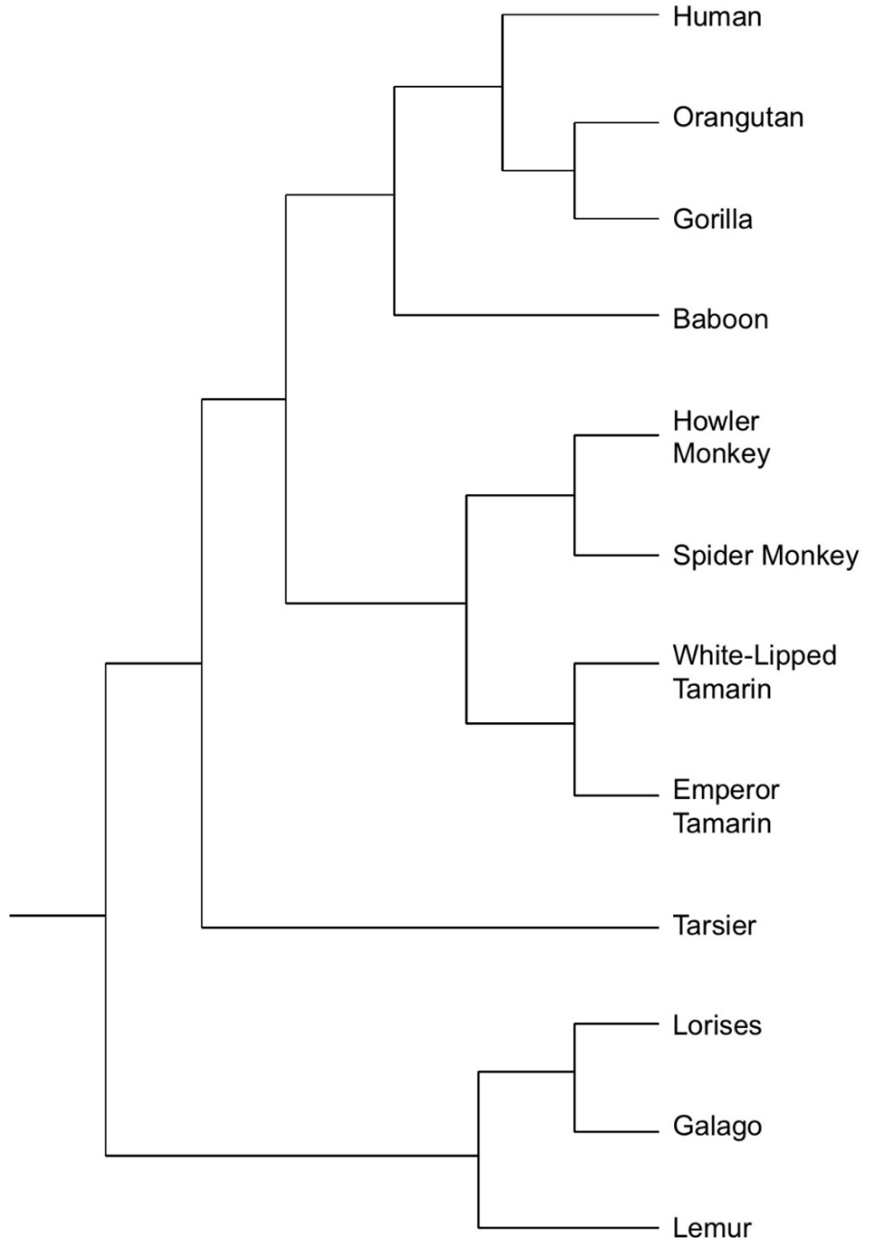 Human
Orangutan
Gorilla
Baboon
Howler
Monkey
Spider Monkey
White-Lipped
Tamarin
Emperor
Tamarin
Tarsier
Lorises
Galago
Lemur